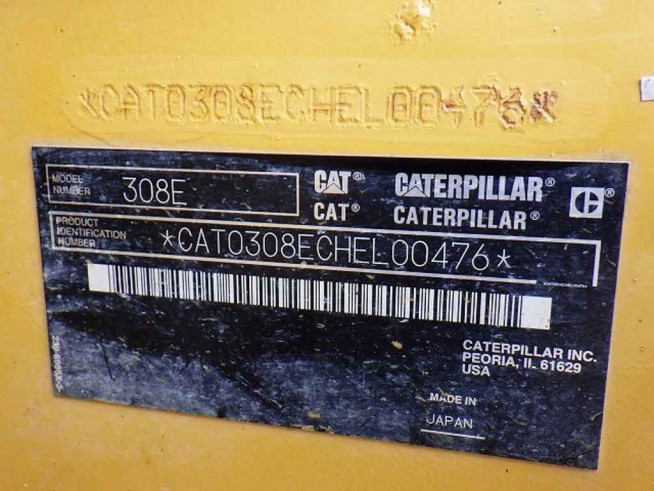 *CAT0308ECHEL00476*
MODEL NUMBER 308E
CAT® CATERPILLAR®
CAT® CATERPILLAR®
PRODUCT IDENTIFICATION NUMBER *CAT0308ECHEL00476*
CATERPILLAR INC.
PEORIA, IL 61629
USA
MADE IN
JAPAN